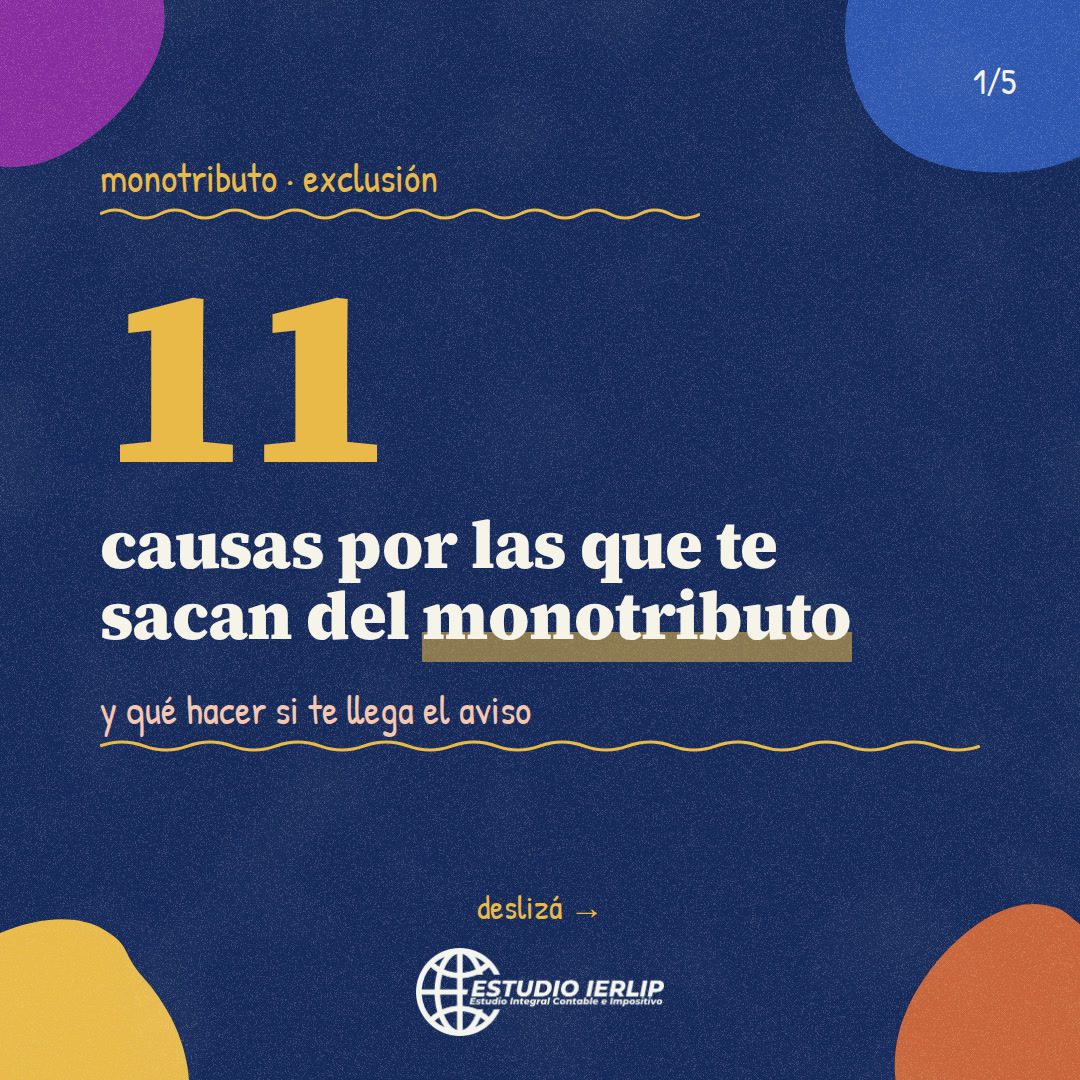 1/5
monotributo · exclusión
11
causas por las que te
sacan del monotributo
y qué hacer si te llega el aviso
deslizá →
ESTUDIO IERLIP
Estudio Integral Contable e Impositivo